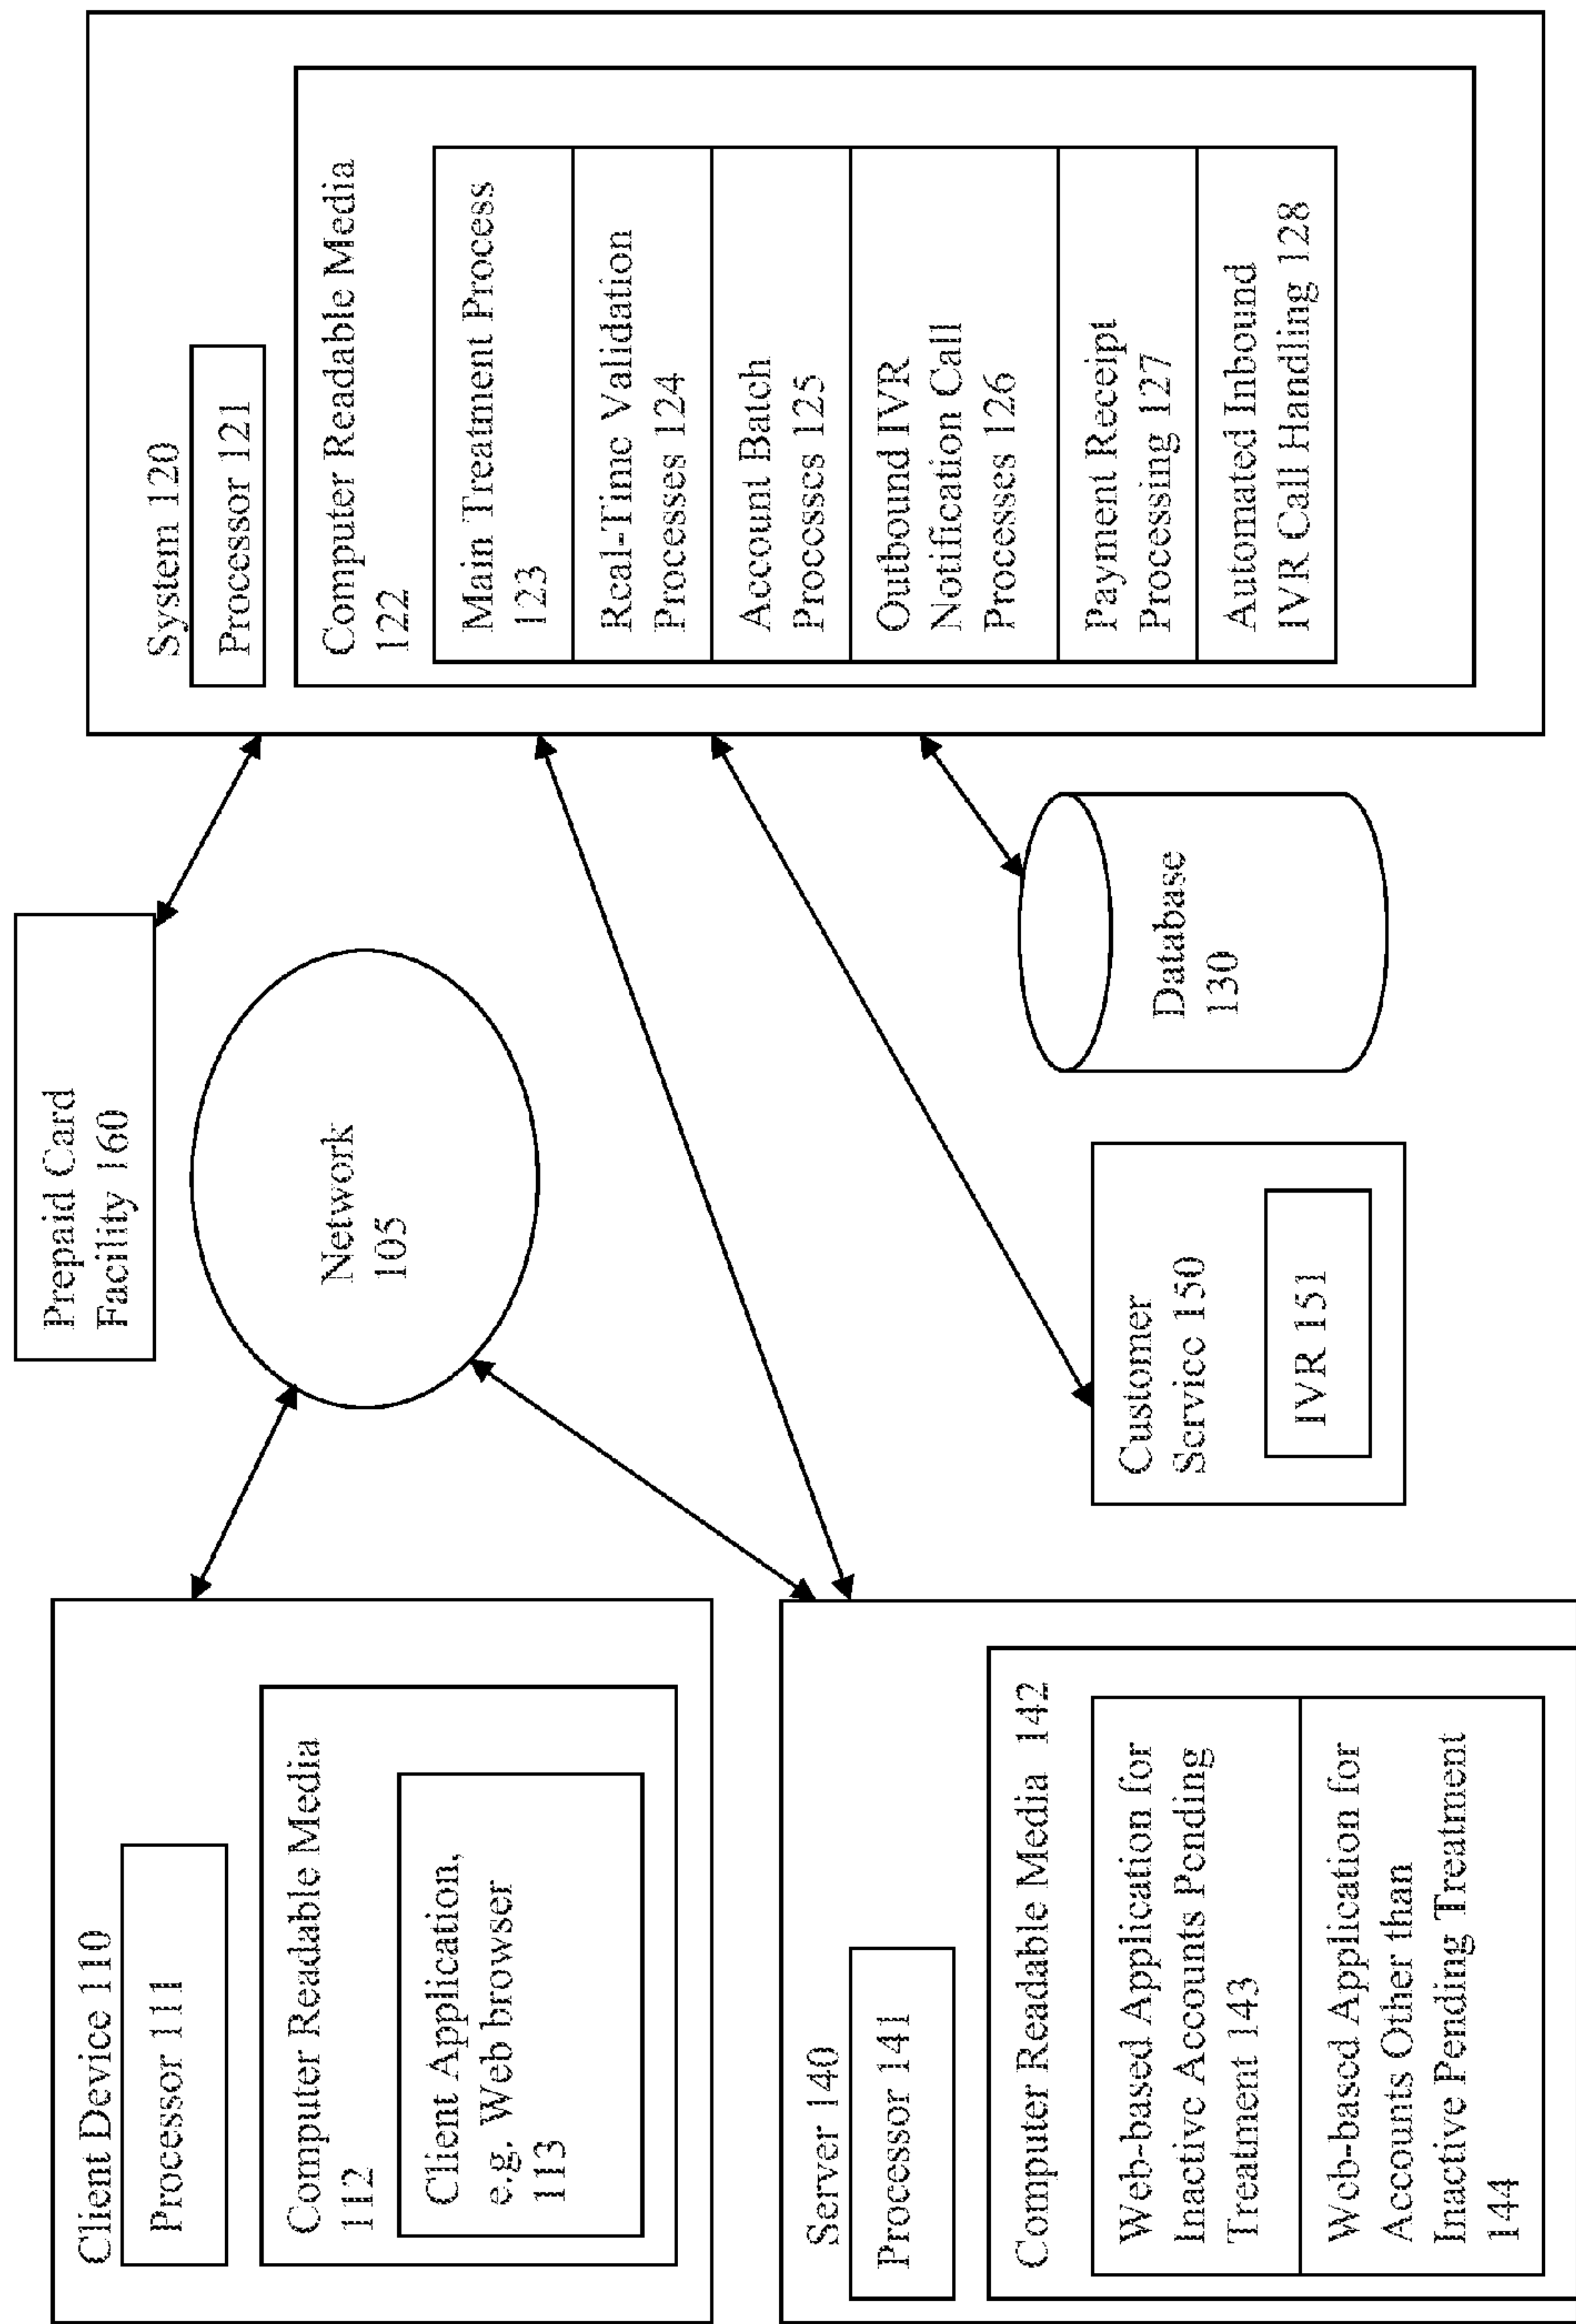 Client Device 110
Processor 111
Computer Readable Media
112
Client Application,
e.g. Web browser
113
Prepaid Card
Facility 160
Network
105
System 120
Processor 121
Computer Readable Media
122
Main Treatment Process
123
Real-Time Validation
Processes 124
Account Batch
Processes 125
Outbound IVR
Notification Call
Processes 126
Payment Receipt
Processing 127
Automated Inbound
IVR Call Handling 128
Server 140
Processor 141
Computer Readable Media 142
Web-based Application for
Inactive Accounts Pending
Treatment 143
Web-based Application for
Accounts Other than
Inactive Pending Treatment
144
Customer
Service 150
IVR 151
Database
130